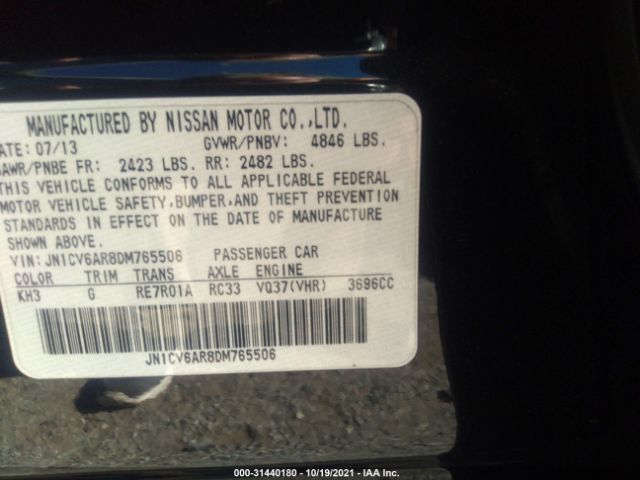 MANUFACTURED BY NISSAN MOTOR CO.,LTD.
ATE: 07/13 GVWR/PNBV: 4846 LBS.
AWR/PNBE FR: 2423 LBS. RR: 2482 LBS.
THIS VEHICLE CONFORMS TO ALL APPLICABLE FEDERAL
MOTOR VEHICLE SAFETY,BUMPER,AND THEFT PREVENTION
STANDARDS IN EFFECT ON THE DATE OF MANUFACTURE
SHOWN ABOVE.
VIN: JN1CV6AR8DM765506 PASSENGER CAR
COLOR TRIM TRANS AXLE ENGINE
KH3 G RE7R01A RC33 VQ37(VHR) 3696CC
JN1CV6AR8DM765506
000-31440180 - 10/19/2021 - IAA Inc.